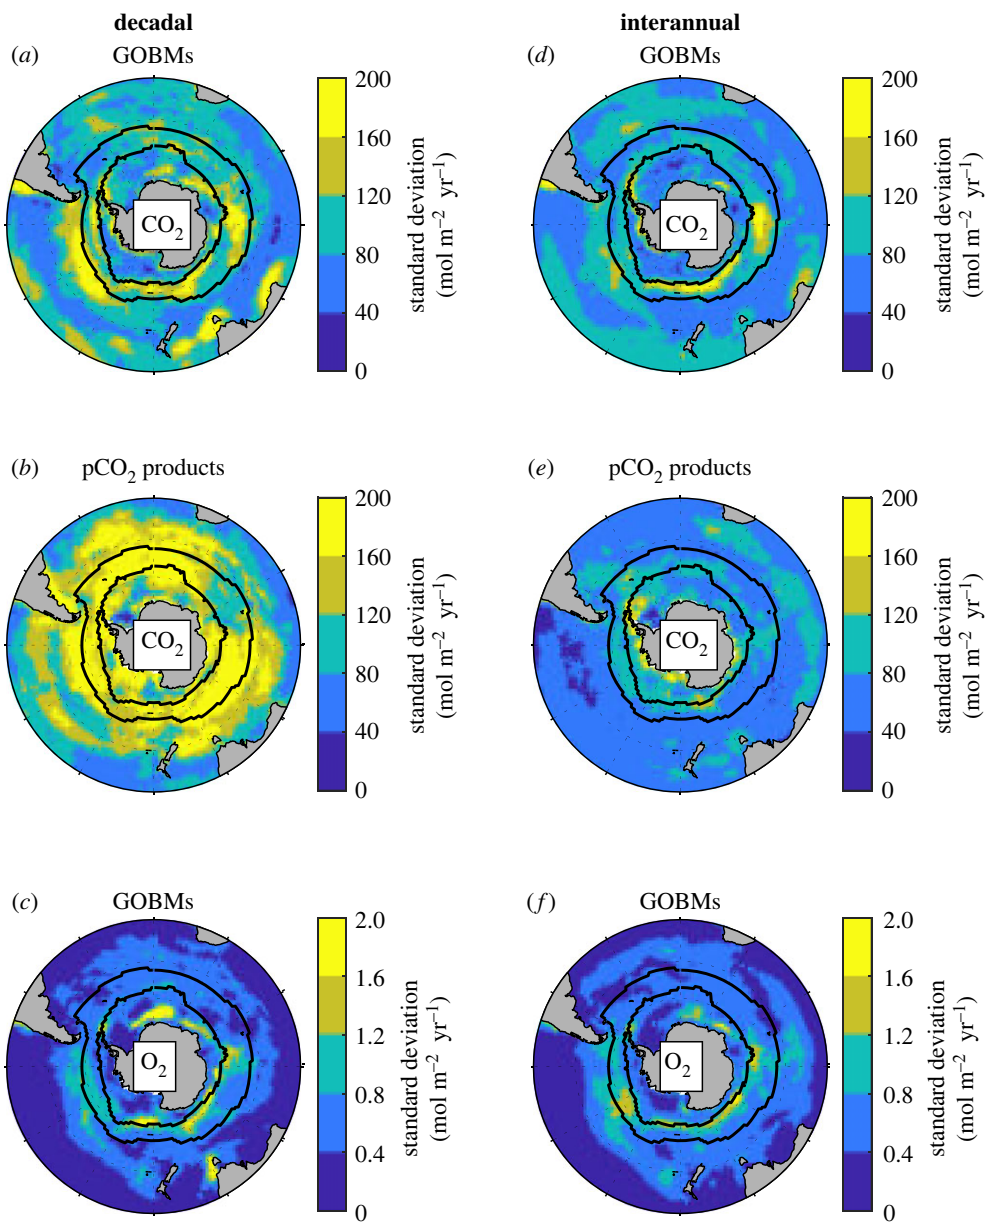 decadal
interannual
(a)
GOBMs
(d)
GOBMs
200
160
120
80
40
0
standard deviation
(mol m⁻² yr⁻¹)
CO₂
200
160
120
80
40
0
standard deviation
(mol m⁻² yr⁻¹)
CO₂
(b)
pCO₂ products
(e)
pCO₂ products
200
160
120
80
40
0
standard deviation
(mol m⁻² yr⁻¹)
CO₂
200
160
120
80
40
0
standard deviation
(mol m⁻² yr⁻¹)
CO₂
(c)
GOBMs
(f)
GOBMs
2.0
1.6
1.2
0.8
0.4
0
standard deviation
(mol m⁻² yr⁻¹)
O₂
2.0
1.6
1.2
0.8
0.4
0
standard deviation
(mol m⁻² yr⁻¹)
O₂